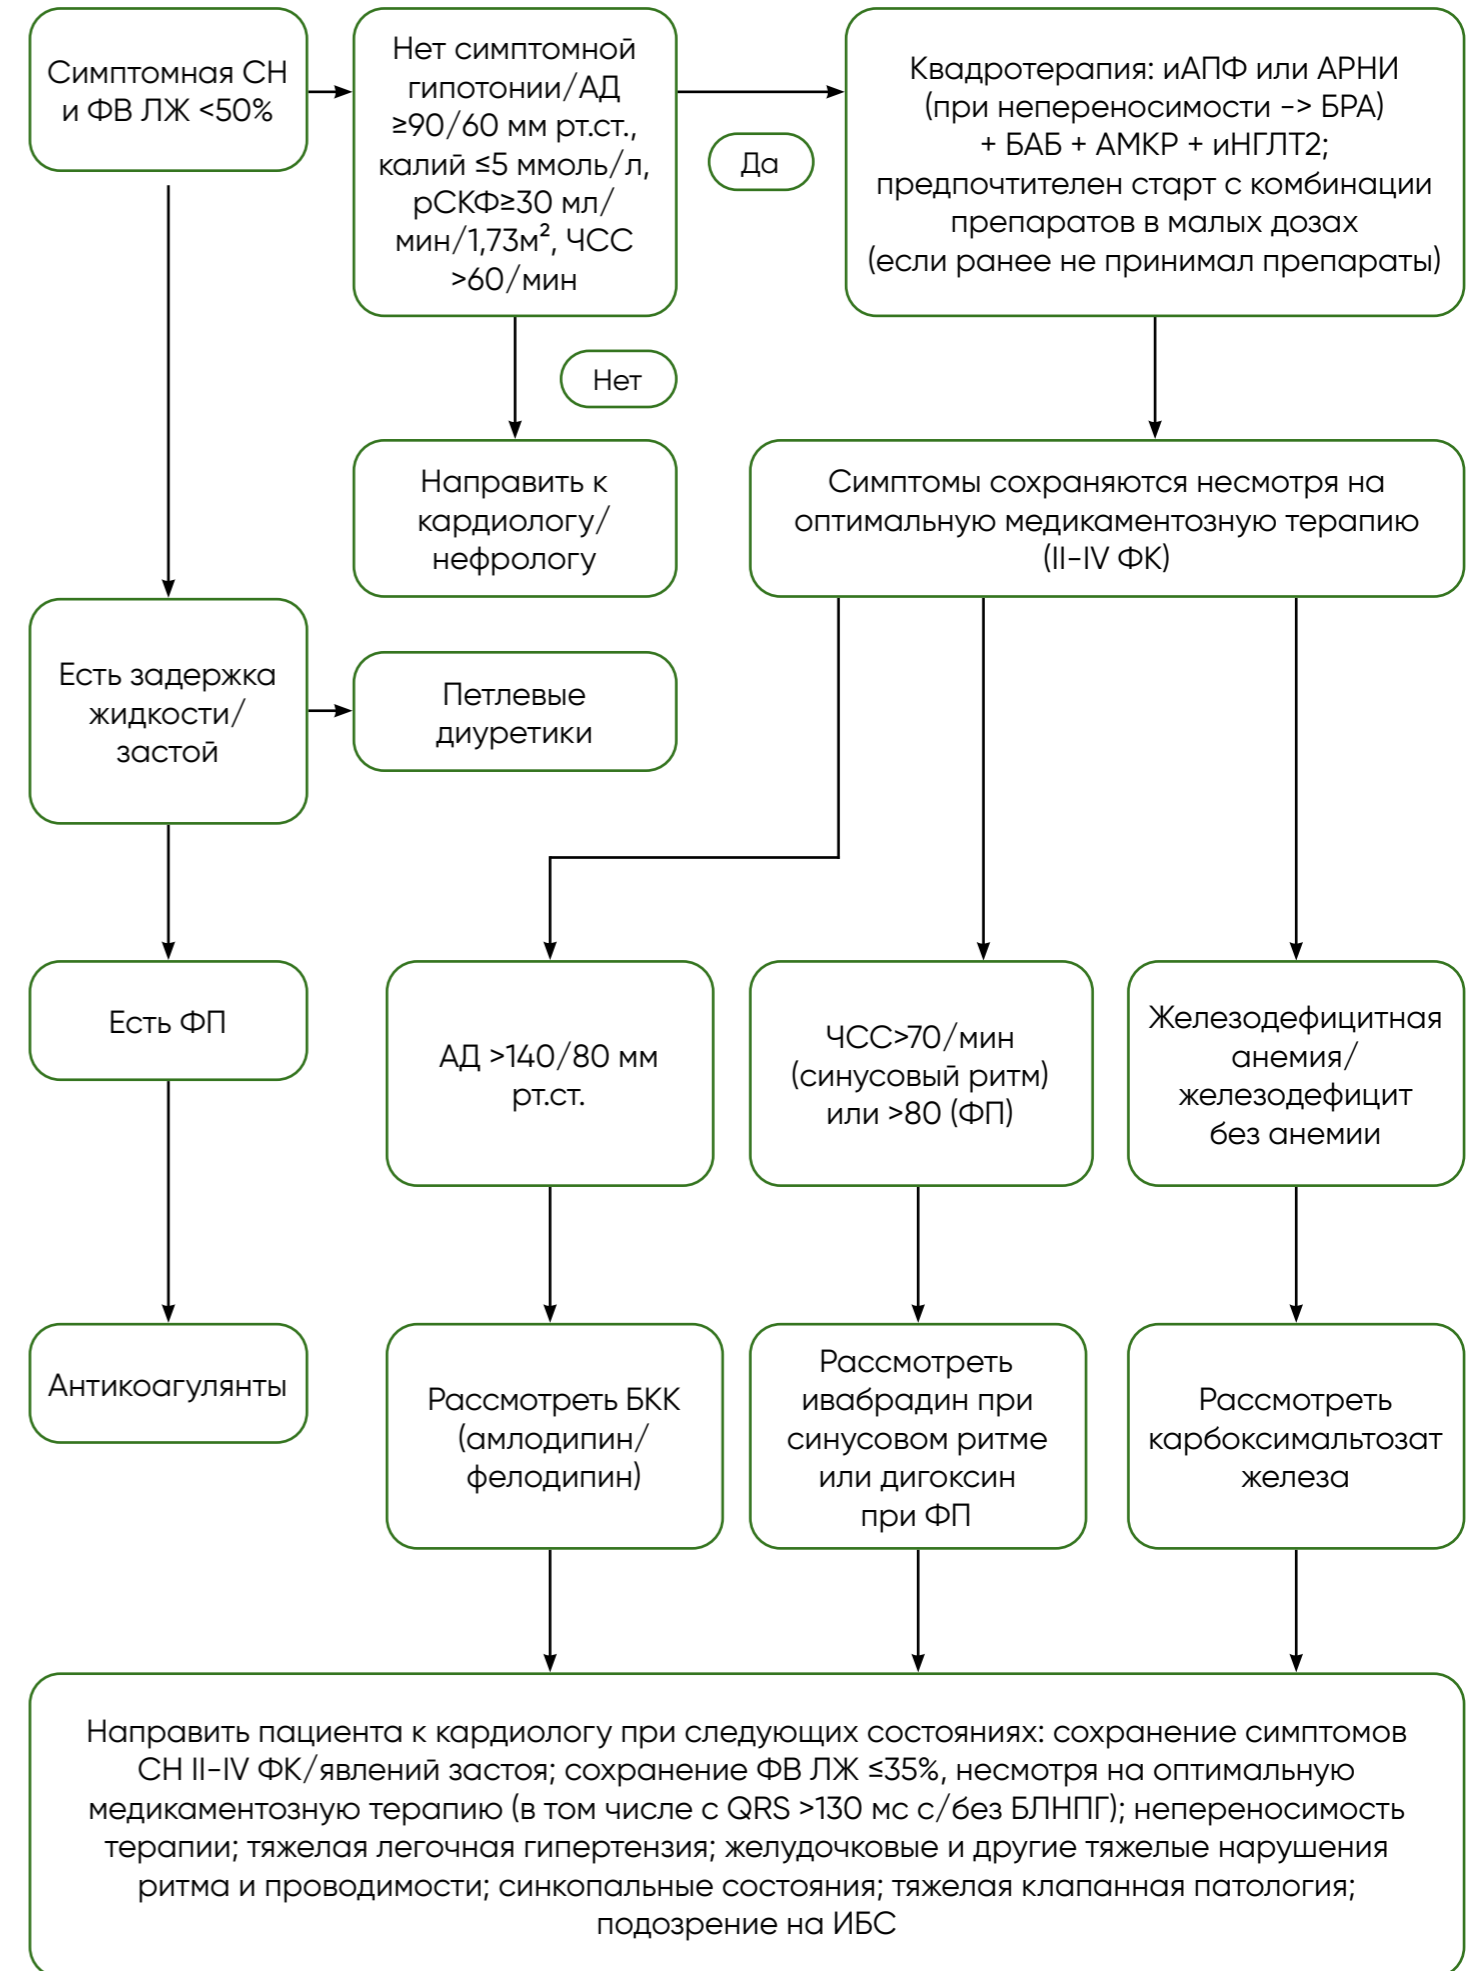 Симптомная СН
и ФВ ЛЖ <50%
Нет симптомной
гипотонии/АД
≥90/60 мм рт.ст.,
калий ≤5 ммоль/л,
рСКФ≥30 мл/
мин/1,73м², ЧСС
>60/мин
Да
Квадротерапия: иАПФ или АРНИ
(при непереносимости -> БРА)
+ БАБ + АМКР + иНГЛТ2;
предпочтителен старт с комбинации
препаратов в малых дозах
(если ранее не принимал препараты)
Нет
Направить к
кардиологу/
нефрологу
Симптомы сохраняются несмотря на
оптимальную медикаментозную терапию
(II-IV ФК)
Есть задержка
жидкости/
застой
Петлевые
диуретики
Есть ФП
АД >140/80 мм
рт.ст.
ЧСС>70/мин
(синусовый ритм)
или >80 (ФП)
Железодефицитная
анемия/
железодефицит
без анемии
Антикоагулянты
Рассмотреть БКК
(амлодипин/
фелодипин)
Рассмотреть
ивабрадин при
синусовом ритме
или дигоксин
при ФП
Рассмотреть
карбоксимальтозат
железа
Направить пациента к кардиологу при следующих состояниях: сохранение симптомов
СН II-IV ФК/явлений застоя; сохранение ФВ ЛЖ ≤35%, несмотря на оптимальную
медикаментозную терапию (в том числе с QRS >130 мс с/без БЛНПГ); непереносимость
терапии; тяжелая легочная гипертензия; желудочковые и другие тяжелые нарушения
ритма и проводимости; синкопальные состояния; тяжелая клапанная патология;
подозрение на ИБС